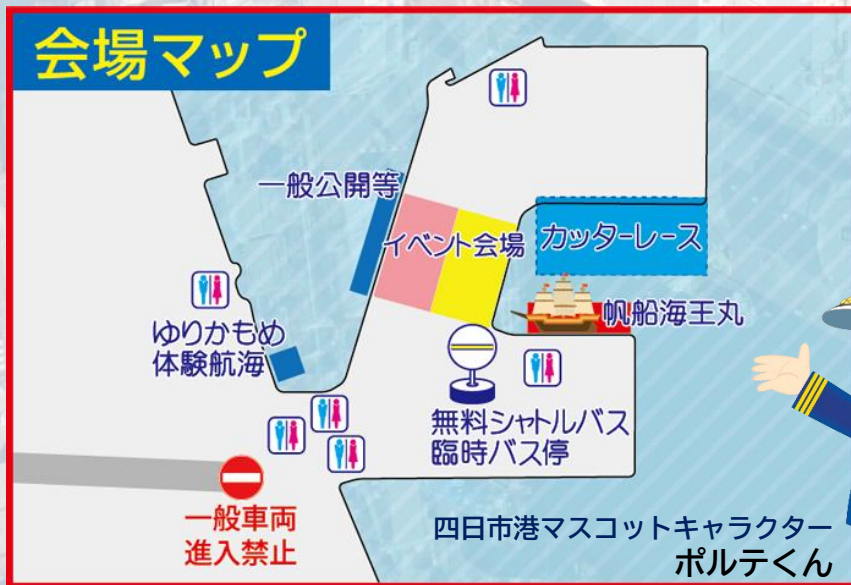 会場マップ
一般公開等
イベント会場
カッターレース
帆船海王丸
ゆりかもめ
体験航海
無料シャトルバス
臨時バス停
一般車両
進入禁止
四日市港マスコットキャラクター
ポルテくん